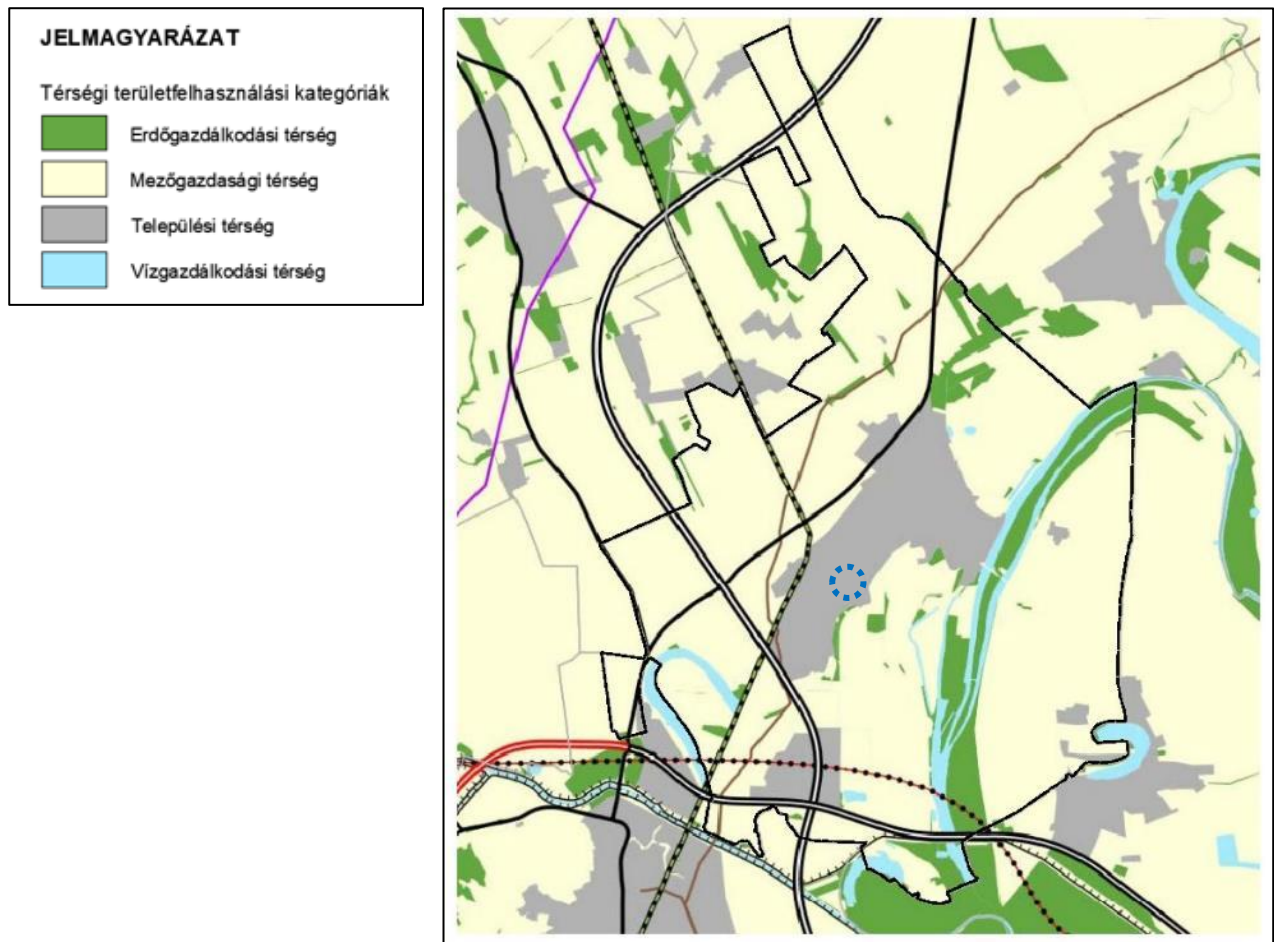 JELMAGYARÁZAT
Térségi területfelhasználási kategóriák
Erdőgazdálkodási térség
Mezőgazdasági térség
Települési térség
Vízgazdálkodási térség